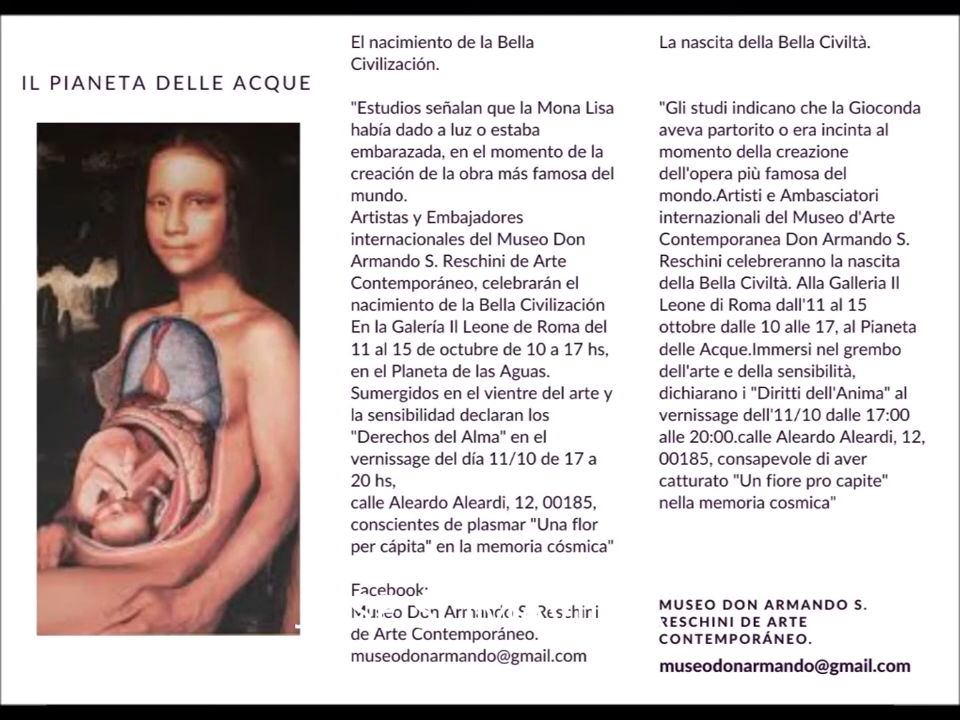 IL PIANETA DELLE ACQUE
El nacimiento de la Bella
Civilización.
"Estudios señalan que la Mona Lisa
había dado a luz o estaba
embarazada, en el momento de la
creación de la obra más famosa del
mundo.
Artistas y Embajadores
internacionales del Museo Don
Armando S. Reschini de Arte
Contemporáneo, celebrarán el
nacimiento de la Bella Civilización
En la Galería Il Leone de Roma del
11 al 15 de octubre de 10 a 17 hs,
en el Planeta de las Aguas.
Sumergidos en el vientre del arte y
la sensibilidad declaran los
"Derechos del Alma" en el
vernissage del día 11/10 de 17 a
20 hs,
calle Aleardo Aleardi, 12, 00185,
conscientes de plasmar "Una flor
per cápita" en la memoria cósmica"
Facebook:
Museo Don Armando S. Reschini
de Arte Contemporáneo.
museodonarmando@gmail.com
La nascita della Bella Civiltà.
"Gli studi indicano che la Gioconda
aveva partorito o era incinta al
momento della creazione
dell'opera più famosa del
mondo.Artisti e Ambasciatori
internazionali del Museo d'Arte
Contemporanea Don Armando S.
Reschini celebreranno la nascita
della Bella Civiltà. Alla Galleria Il
Leone di Roma dall'11 al 15
ottobre dalle 10 alle 17, al Pianeta
delle Acque.Immersi nel grembo
dell'arte e della sensibilità,
dichiarano i "Diritti dell'Anima" al
vernissage dell'11/10 dalle 17:00
alle 20:00.calle Aleardo Aleardi, 12,
00185, consapevole di aver
catturato "Un fiore pro capite"
nella memoria cosmica"
MUSEO DON ARMANDO S.
RESCHINI DE ARTE
CONTEMPORÁNEO.
museodonarmando@gmail.com